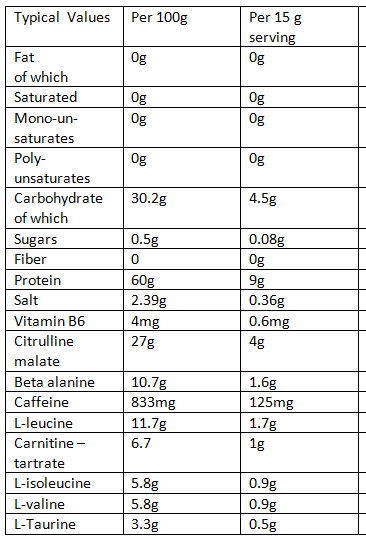 Typical Values Per 100g Per 15 g
serving
Fat 0g 0g
of which
Saturated 0g 0g
Mono-un- 0g 0g
saturates
Poly- 0g 0g
unsaturates
Carbohydrate 30.2g 4.5g
of which
Sugars 0.5g 0.08g
Fiber 0 0g
Protein 60g 9g
Salt 2.39g 0.36g
Vitamin B6 4mg 0.6mg
Citrulline 27g 4g
malate
Beta alanine 10.7g 1.6g
Caffeine 833mg 125mg
L-leucine 11.7g 1.7g
Carnitine – 6.7 1g
tartrate
L-isoleucine 5.8g 0.9g
L-valine 5.8g 0.9g
L-Taurine 3.3g 0.5g